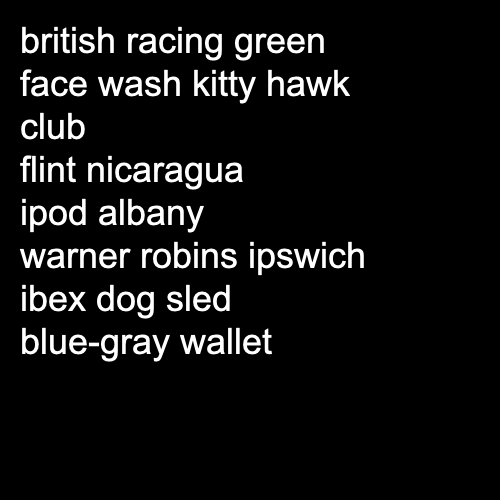 british racing green
face wash kitty hawk
club
flint nicaragua
ipod albany
warner robins ipswich
ibex dog sled
blue-gray wallet